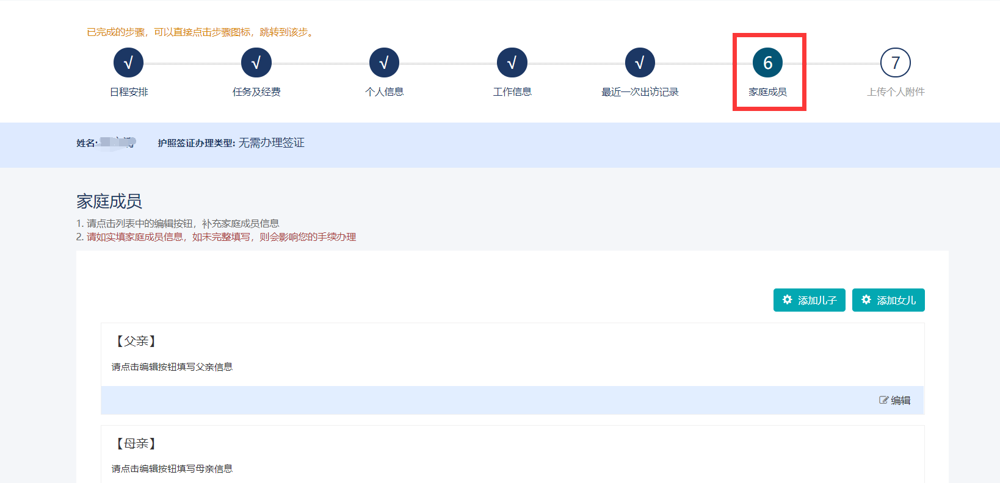 已完成的步骤，可以直接点击步骤图标，跳转到该步。
√ √ √ √ √ 6 7
日程安排 任务及经费 个人信息 工作信息 最近一次出访记录 家庭成员 上传个人附件
姓名: 护照签证办理类型: 无需办理签证
家庭成员
1. 请点击列表中的编辑按钮，补充家庭成员信息
2. 请如实填家庭成员信息，如未完整填写，则会影响您的手续办理
添加儿子 添加女儿
【父亲】
请点击编辑按钮填写父亲信息
编辑
【母亲】
请点击编辑按钮填写母亲信息